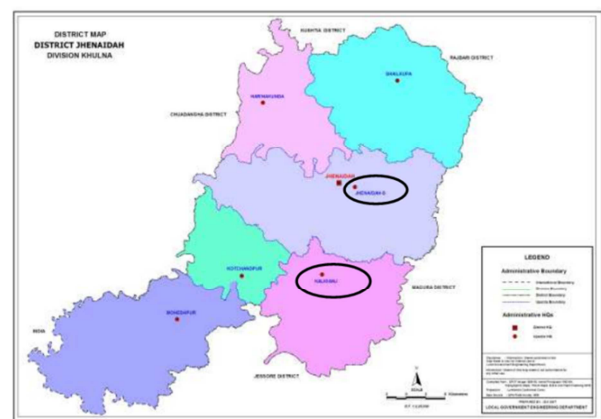 DISTRICT MAP
DISTRICT JHENAIDAH
DIVISION KHULNA
KUSHTIA DISTRICT
RAJBARI DISTRICT
SHAILKUPA
HARINAKUNDA
CHUADANGHA DISTRICT
JHENAIDAH
JHENAIDAH-S
KOTCHANDPUR
KALIGANJ
MAGURA DISTRICT
MOHESHPUR
INDIA
JESSORE DISTRICT
LEGEND
Administrative Boundary
International Boundary
Division Boundary
District Boundary
Upazila Boundary
Administrative HQs
District HQ
Upazila HQ
LOCAL GOVERNMENT ENGINEERING DEPARTMENT